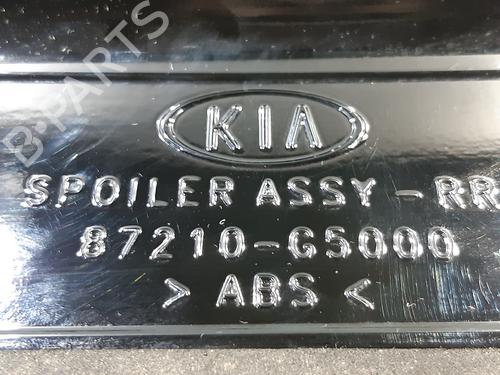 B-PARTS
KIA
SPOILER ASSY-RR
87210-G5000
> ABS <